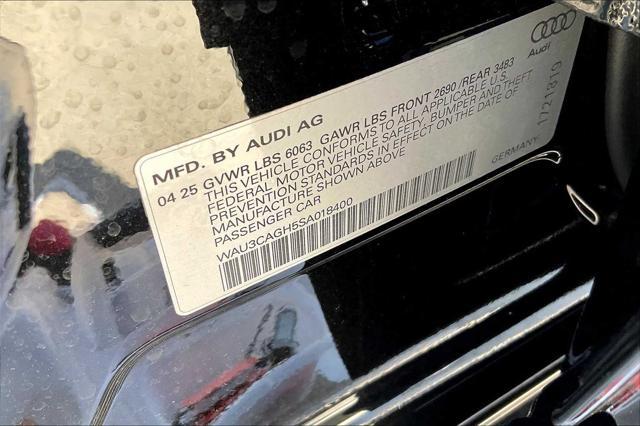 Audi
MFD. BY AUDI AG
04 25 GVWR LBS 6063 GAWR LBS FRONT 2690/REAR 3483
THIS VEHICLE CONFORMS TO ALL APPLICABLE U.S.
FEDERAL MOTOR VEHICLE SAFETY, BUMPER AND THEFT
PREVENTION STANDARDS IN EFFECT ON THE DATE OF
MANUFACTURE SHOWN ABOVE
PASSENGER CAR
WAU3CAGH5SA018400
GERMANY
1721819